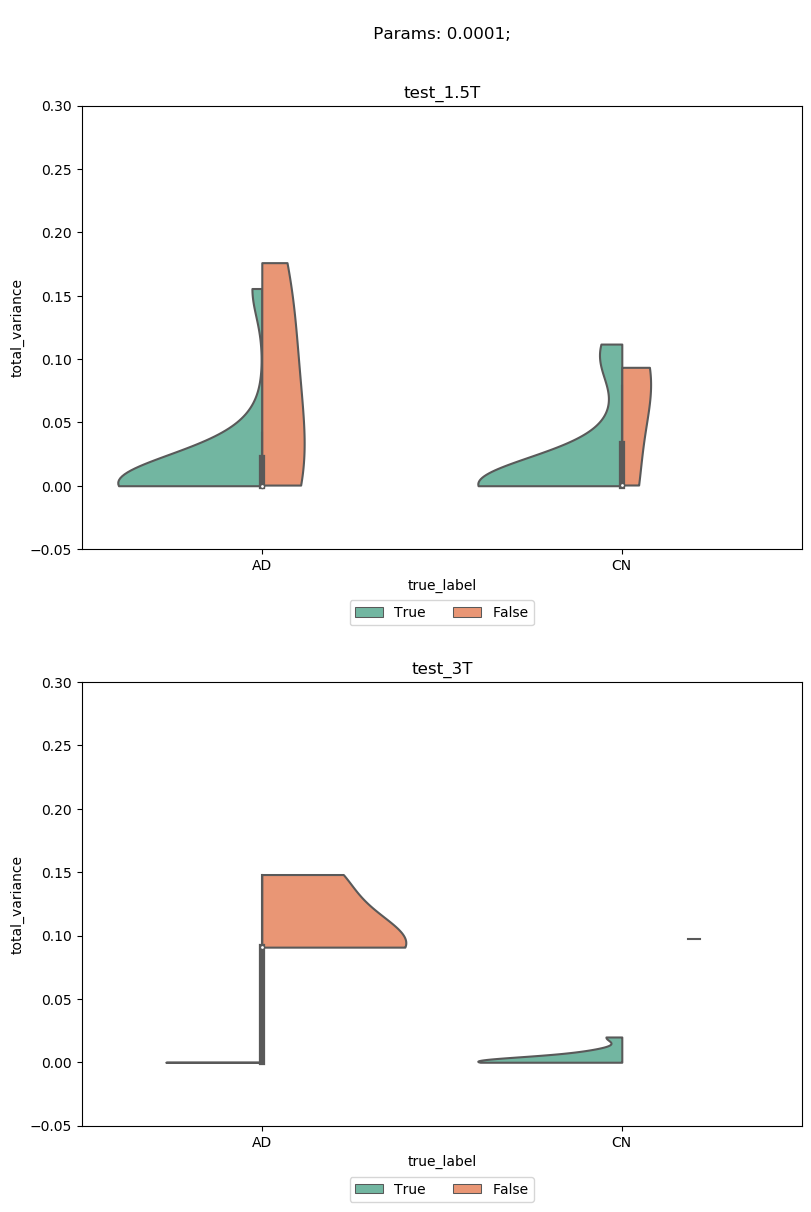 Params: 0.0001;
test_1.5T
0.30
0.25
0.20
0.15
0.10
0.05
0.00
−0.05
total_variance
AD
CN
true_label
True
False
test_3T
0.30
0.25
0.20
0.15
0.10
0.05
0.00
−0.05
total_variance
AD
CN
true_label
True
False